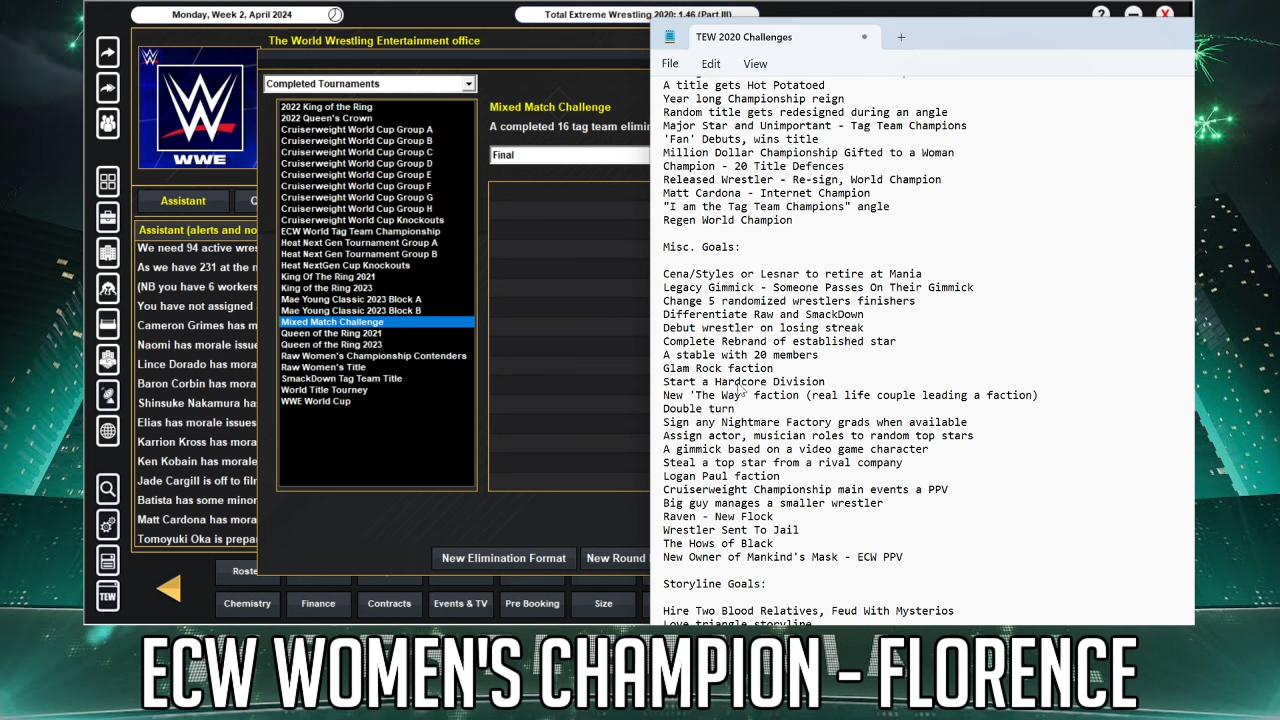 Monday, Week 2, April 2024
Total Extreme Wrestling 2020: 1.46 (Part III)
The World Wrestling Entertainment office
WWE
Assistant
Q
Assistant (alerts and no
We need 94 active wres
As we have 231 at the n
(NB you have 6 workers
You have not assigned
Cameron Grimes has m
Naomi has morale issue
Lince Dorado has morale
Baron Corbin has morale
Shinsuke Nakamura has
Elias has morale issues
Karrion Kross has morale
Ken Kobain has morale
Jade Cargill is off to film
Batista has some minor
Matt Cardona has mora
Tomoyuki Oka is prepa
TEW
Completed Tournaments
2022 King of the Ring
2022 Queen's Crown
Cruiserweight World Cup Group A
Cruiserweight World Cup Group B
Cruiserweight World Cup Group C
Cruiserweight World Cup Group D
Cruiserweight World Cup Group E
Cruiserweight World Cup Group F
Cruiserweight World Cup Group G
Cruiserweight World Cup Group H
Cruiserweight World Cup Knockouts
ECW World Tag Team Championship
Heat Next Gen Tournament Group A
Heat Next Gen Tournament Group B
Heat NextGen Cup Knockouts
King Of The Ring 2021
King of the Ring 2023
Mae Young Classic 2023 Block A
Mae Young Classic 2023 Block B
Mixed Match Challenge
Queen of the Ring 2021
Queen of the Ring 2023
Raw Women's Championship Contenders
Raw Women's Title
SmackDown Tag Team Title
World Title Tourney
WWE World Cup
Mixed Match Challenge
A completed 16 tag team elimin
Final
New Elimination Format
New Round
Roste
Chemistry
Finance
Contracts
Events & TV
Pre Booking
Size
TEW 2020 Challenges
File
Edit
View
A title gets Hot Potatoed
Year long Championship reign
Random title gets redesigned during an angle
Major Star and Unimportant - Tag Team Champions
'Fan' Debuts, wins title
Million Dollar Championship Gifted to a Woman
Champion - 20 Title Defences
Released Wrestler - Re-sign, World Champion
Matt Cardona - Internet Champion
"I am the Tag Team Champions" angle
Regen World Champion
Misc. Goals:
Cena/Styles or Lesnar to retire at Mania
Legacy Gimmick - Someone Passes On Their Gimmick
Change 5 randomized wrestlers finishers
Differentiate Raw and SmackDown
Debut wrestler on losing streak
Complete Rebrand of established star
A stable with 20 members
Glam Rock faction
Start a Hardcore Division
New 'The Way' faction (real life couple leading a faction)
Double turn
Sign any Nightmare Factory grads when available
Assign actor, musician roles to random top stars
A gimmick based on a video game character
Steal a top star from a rival company
Logan Paul faction
Cruiserweight Championship main events a PPV
Big guy manages a smaller wrestler
Raven - New Flock
Wrestler Sent To Jail
The Hows of Black
New Owner of Mankind's Mask - ECW PPV
Storyline Goals:
Hire Two Blood Relatives, Feud With Mysterios
Love triangle storyline
ECW WOMEN'S CHAMPION - FLORENCE